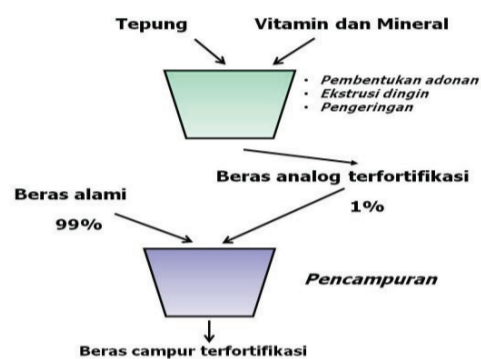 Tepung Vitamin dan Mineral
• Pembentukan adonan
• Ekstrusi dingin
• Pengeringan
Beras analog terfortifikasi
1%
Beras alami
99%
Pencampuran
Beras campur terfortifikasi